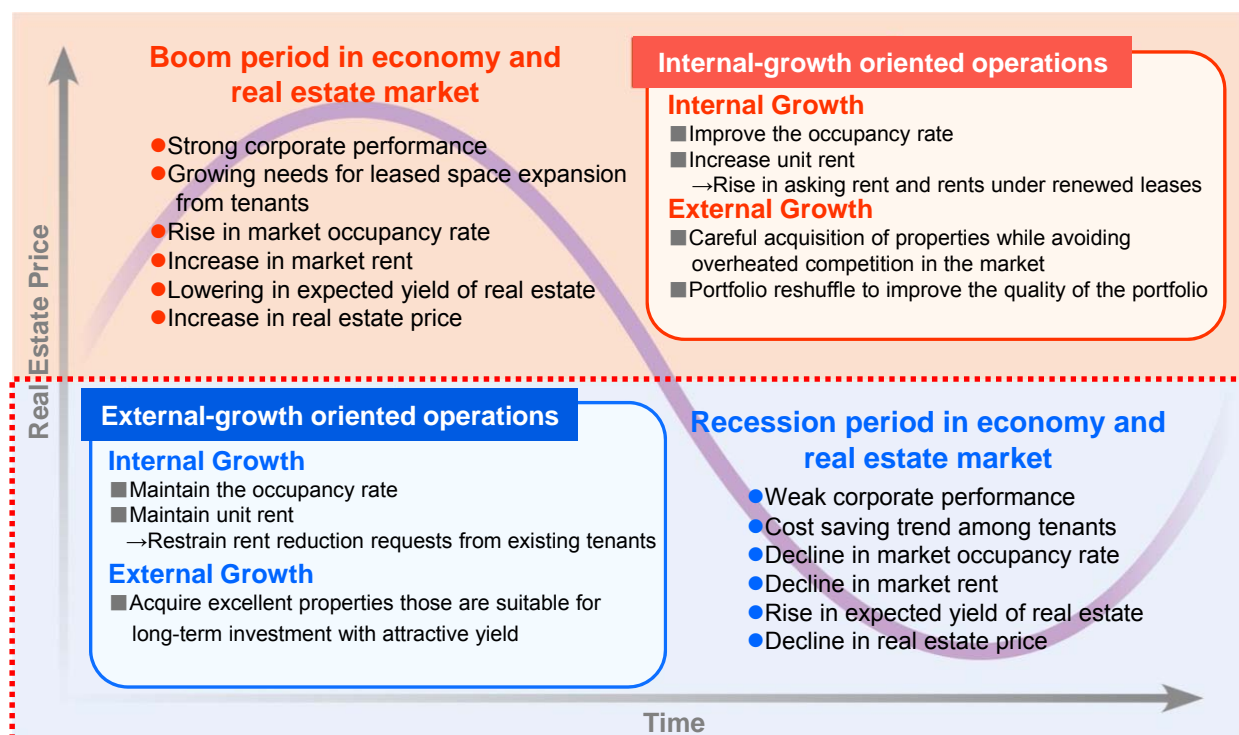 Boom period in economy and
real estate market
●Strong corporate performance
●Growing needs for leased space expansion
from tenants
●Rise in market occupancy rate
●Increase in market rent
●Lowering in expected yield of real estate
●Increase in real estate price
Internal-growth oriented operations
Internal Growth
■Improve the occupancy rate
■Increase unit rent
→Rise in asking rent and rents under renewed leases
External Growth
■Careful acquisition of properties while avoiding
overheated competition in the market
■Portfolio reshuffle to improve the quality of the portfolio
Real Estate Price
External-growth oriented operations
Internal Growth
■Maintain the occupancy rate
■Maintain unit rent
→Restrain rent reduction requests from existing tenants
External Growth
■Acquire excellent properties those are suitable for
long-term investment with attractive yield
Recession period in economy and
real estate market
●Weak corporate performance
●Cost saving trend among tenants
●Decline in market occupancy rate
●Decline in market rent
●Rise in expected yield of real estate
●Decline in real estate price
Time